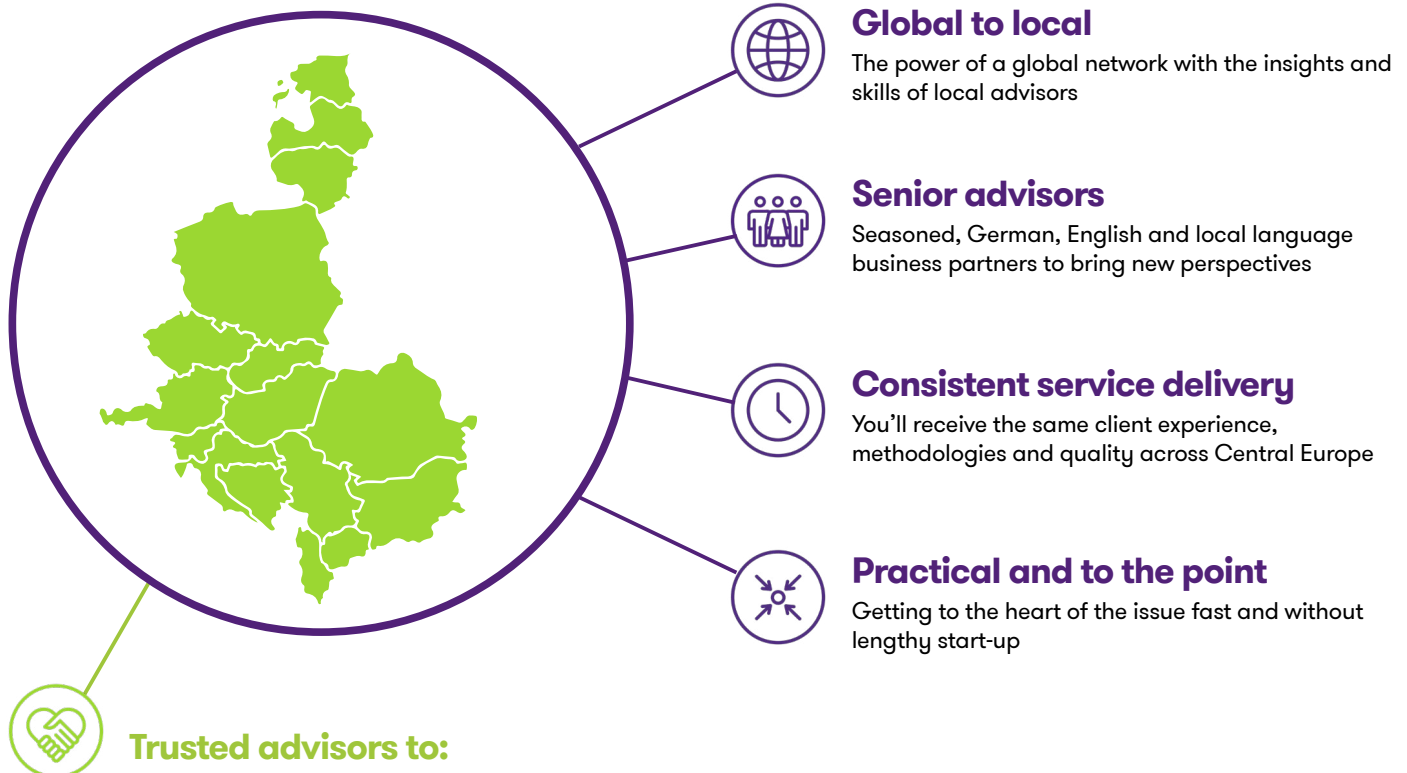 Global to local
The power of a global network with the insights and
skills of local advisors
Senior advisors
Seasoned, German, English and local language
business partners to bring new perspectives
Consistent service delivery
You’ll receive the same client experience,
methodologies and quality across Central Europe
Practical and to the point
Getting to the heart of the issue fast and without
lengthy start-up
Trusted advisors to: